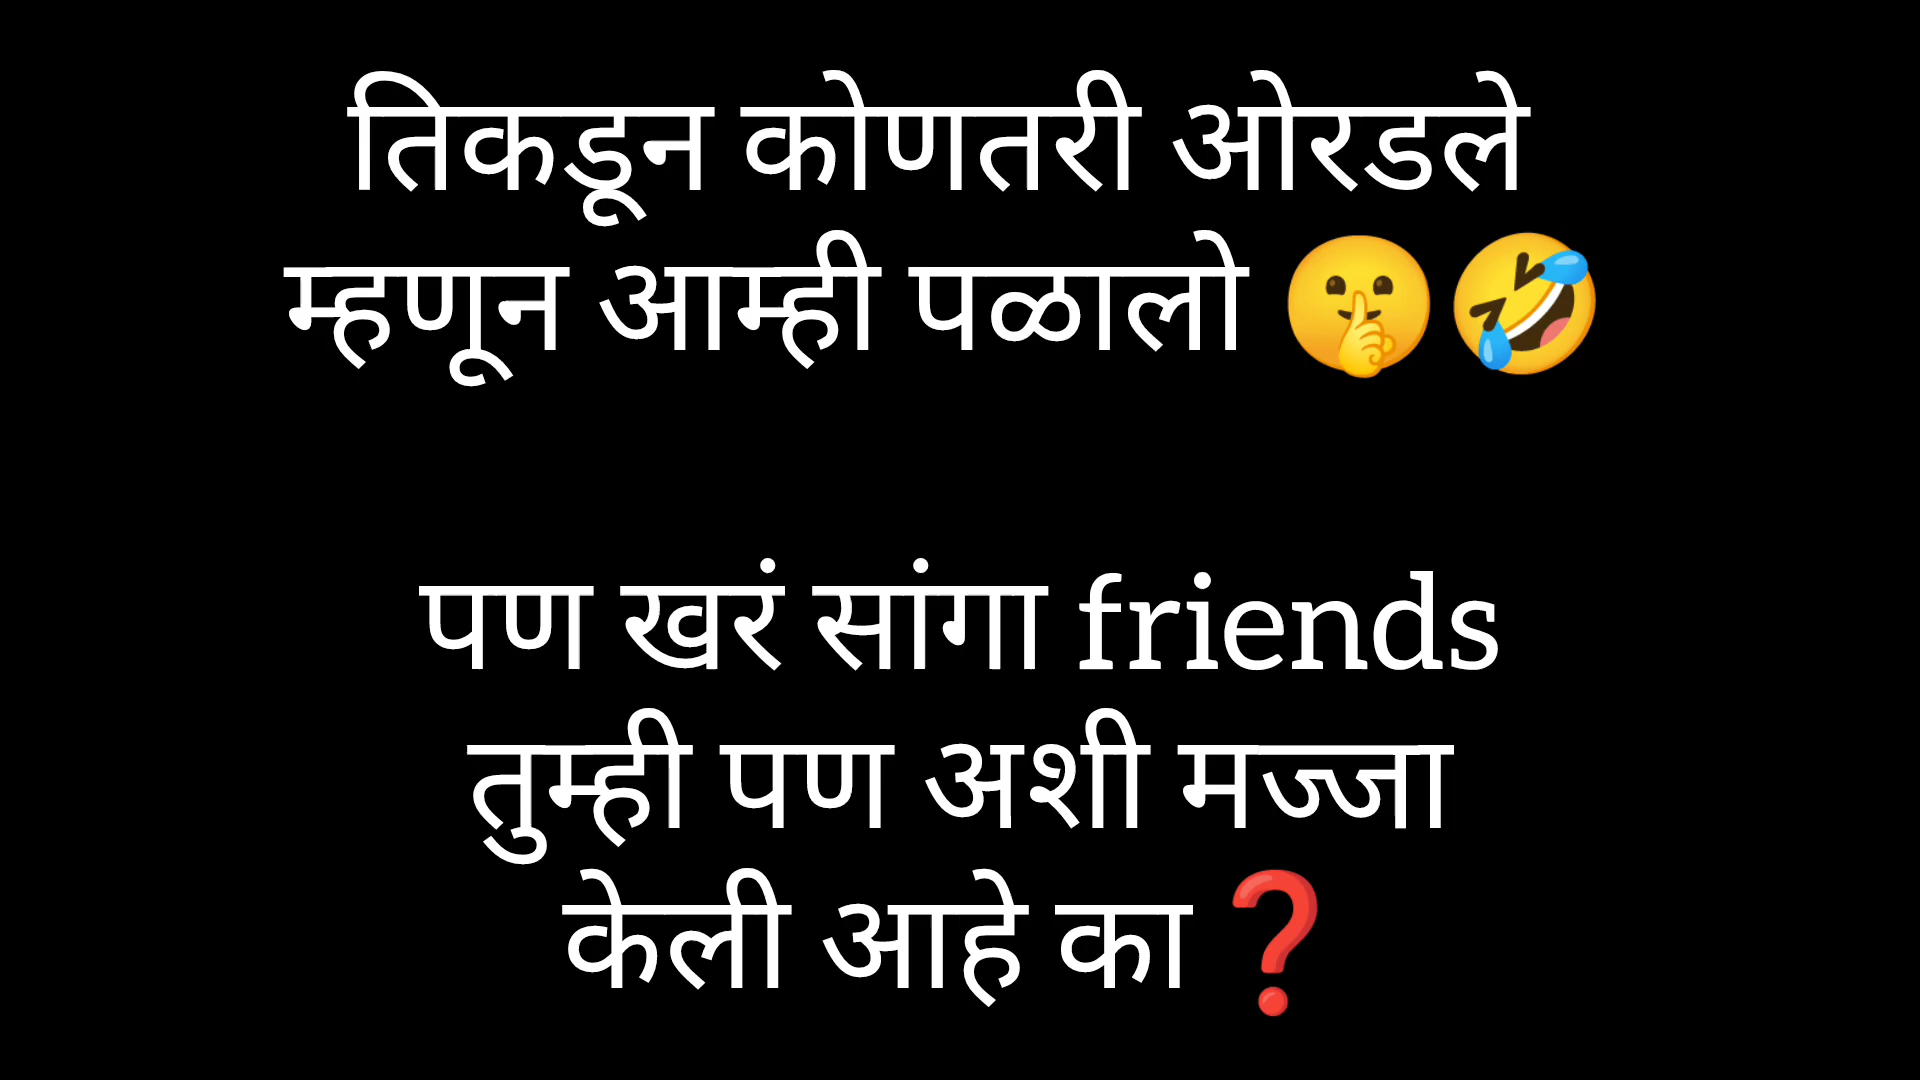 तिकडून कोणतरी ओरडले
म्हणून आम्ही पळालो 🤫🤣
पण खरं सांगा friends
तुम्ही पण अशी मज्जा
केली आहे का❓